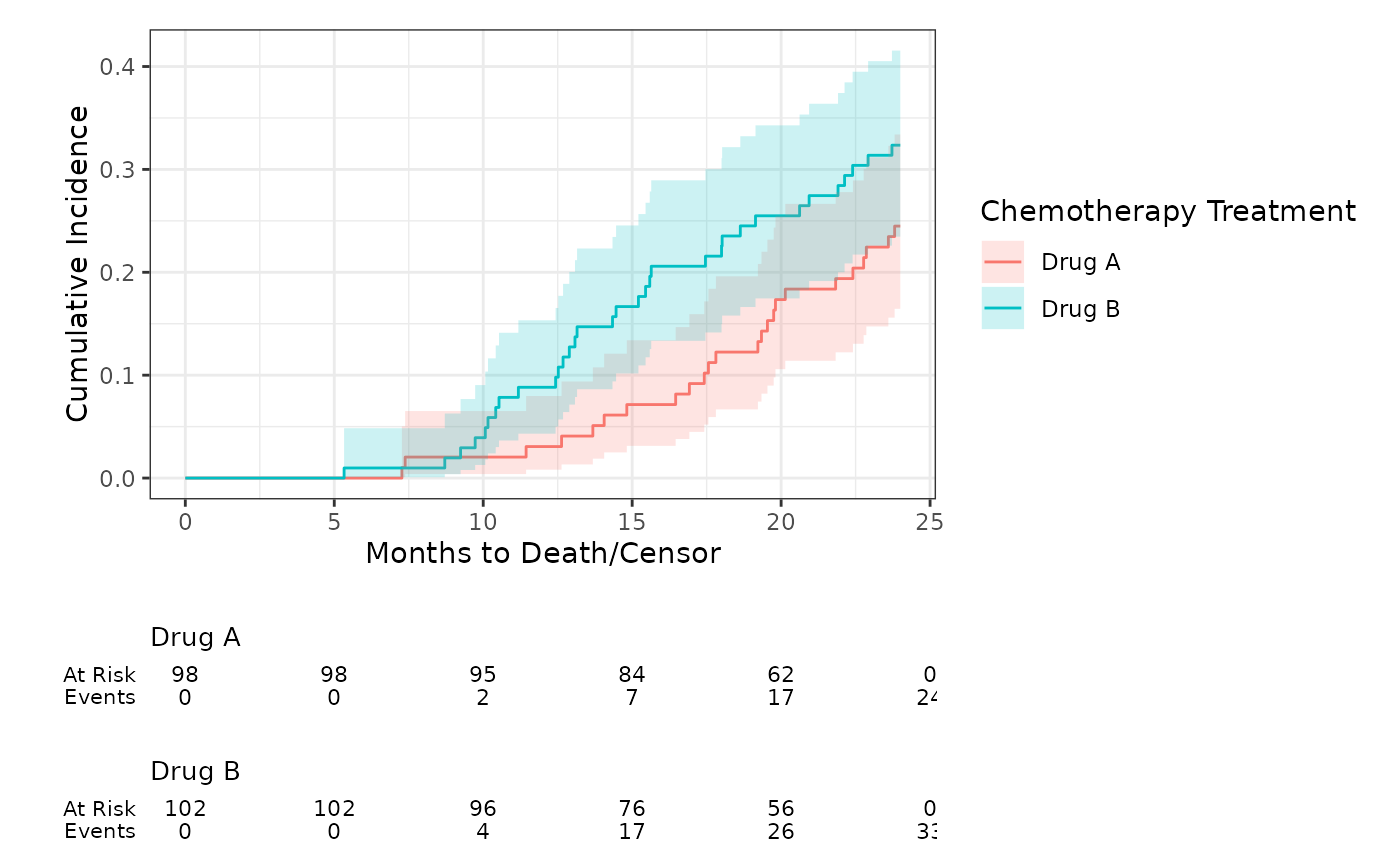 0.4
0.3
0.2
0.1
0.0
Cumulative Incidence
0 5 10 15 20 25
Months to Death/Censor
Chemotherapy Treatment
Drug A
Drug B
Drug A
At Risk 98 98 95 84 62 0
Events 0 0 2 7 17 24
Drug B
At Risk 102 102 96 76 56 0
Events 0 0 4 17 26 33